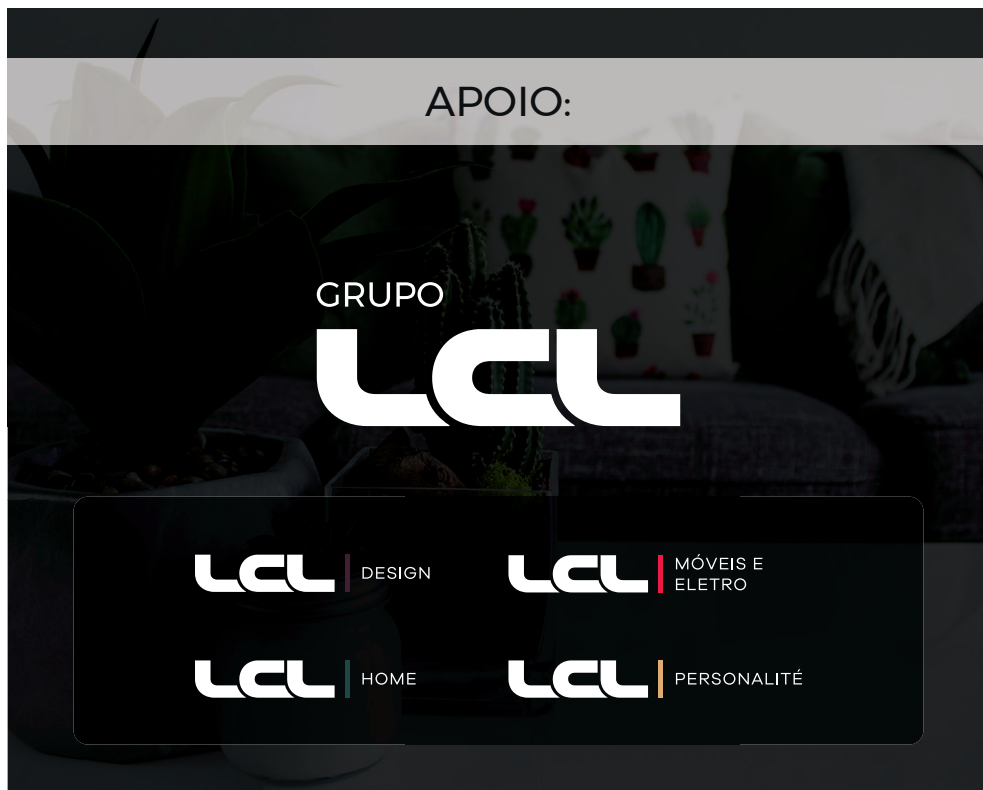 APOIO:
GRUPO
LCL
LCL | DESIGN
LCL | MÓVEIS E
ELETRO
LCL | HOME
LCL | PERSONALITÉ